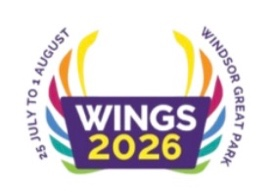 25 JULY TO 1 AUGUST
WINDSOR GREAT PARK
WINGS
2026